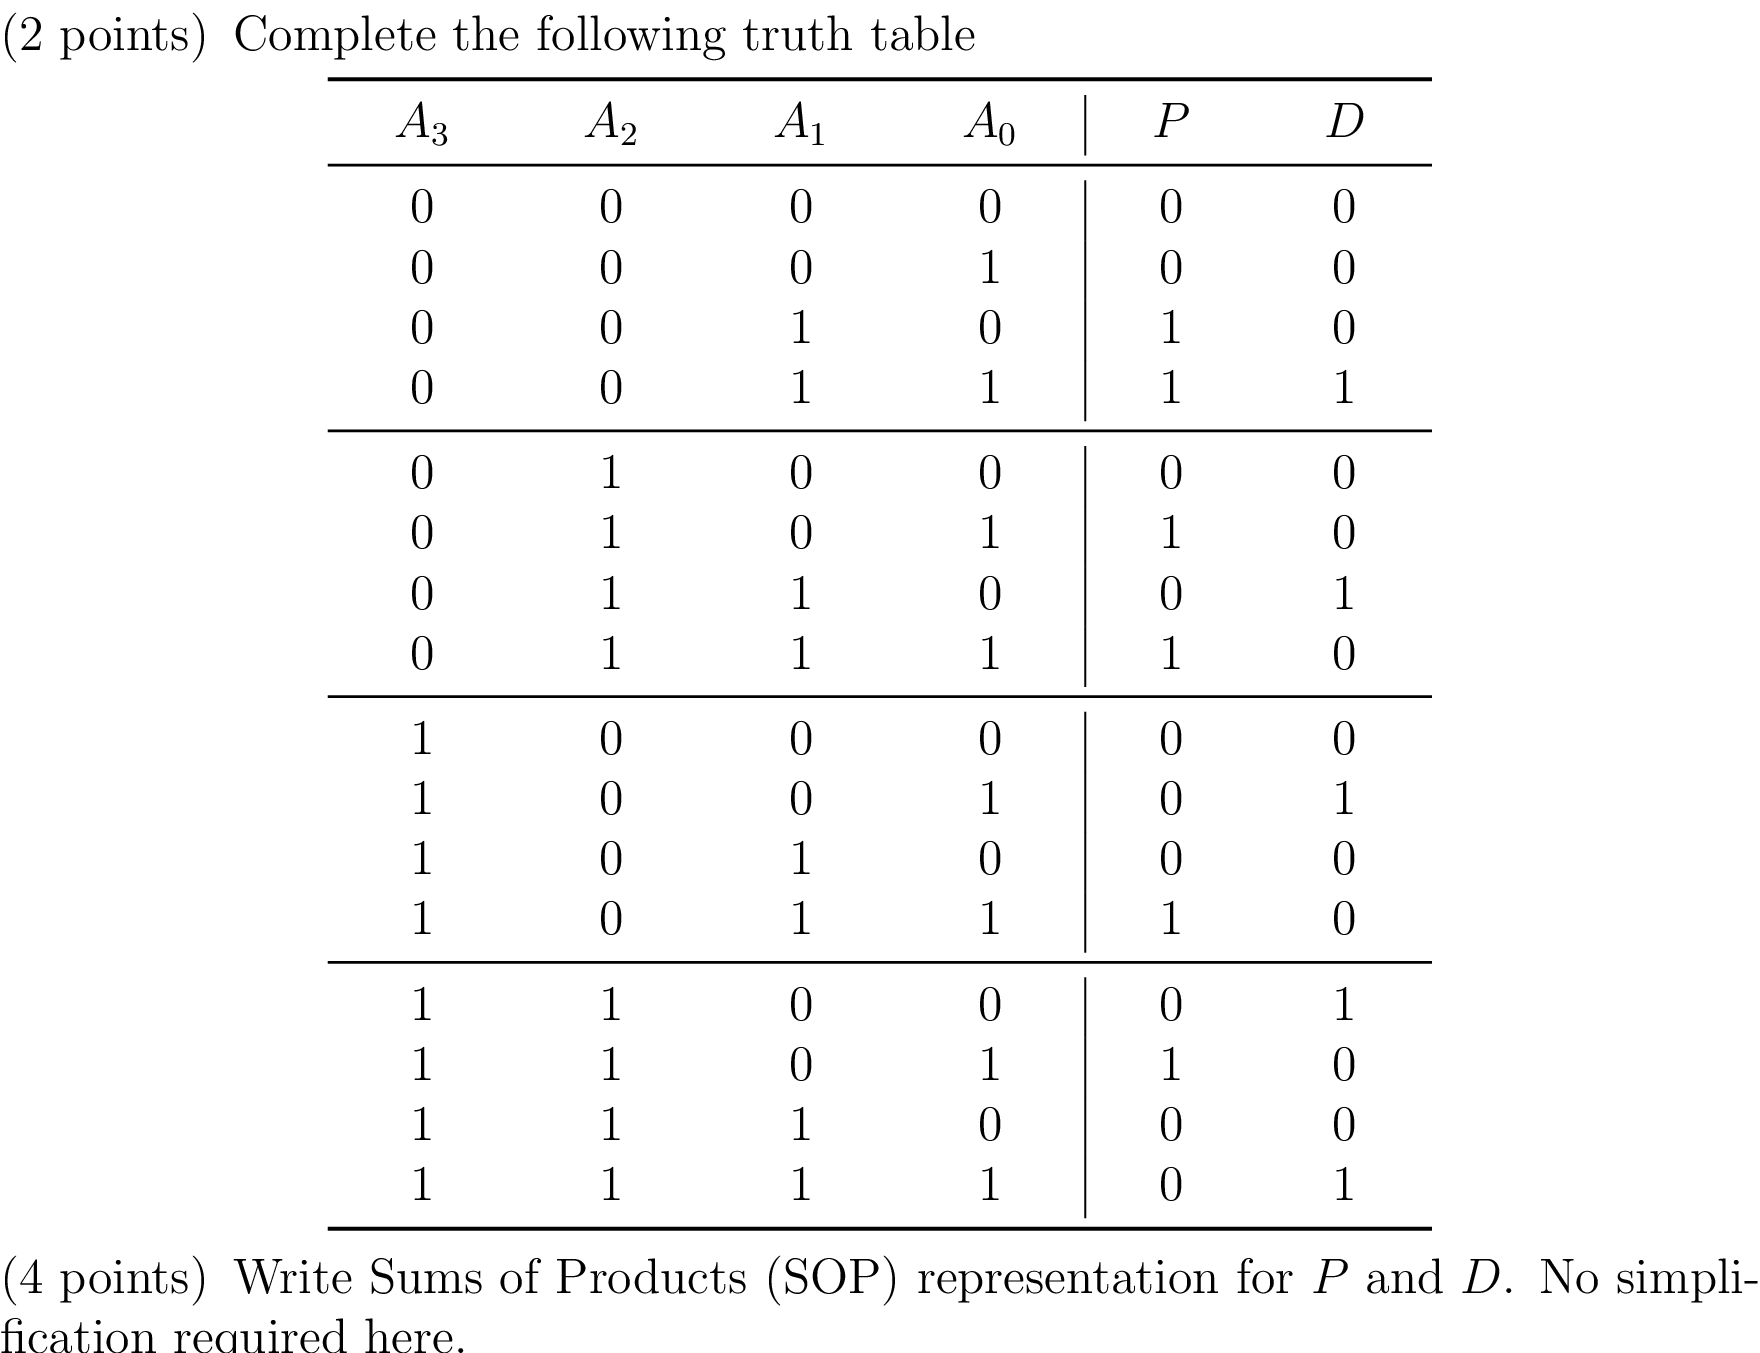 (2 points) Complete the following truth table
A₃ A₂ A₁ A₀ P D
0 0 0 0 0 0
0 0 0 1 0 0
0 0 1 0 1 0
0 0 1 1 1 1
0 1 0 0 0 0
0 1 0 1 1 0
0 1 1 0 0 1
0 1 1 1 1 0
1 0 0 0 0 0
1 0 0 1 0 1
1 0 1 0 0 0
1 0 1 1 1 0
1 1 0 0 0 1
1 1 0 1 1 0
1 1 1 0 0 0
1 1 1 1 0 1
(4 points) Write Sums of Products (SOP) representation for P and D. No simpli-
fication required here.